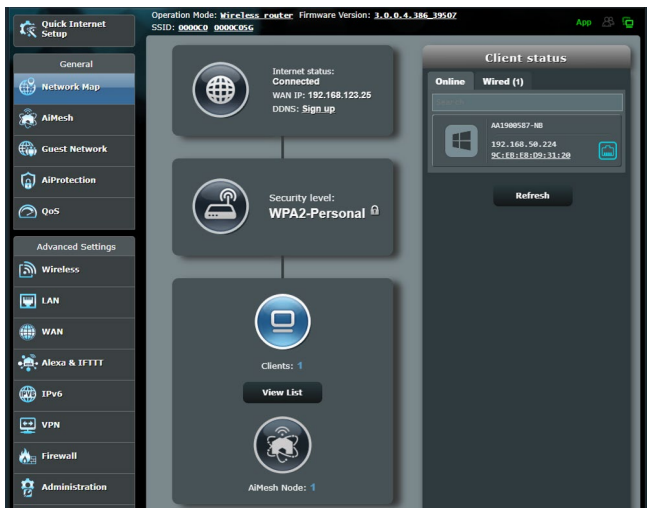 Quick Internet
Setup
Operation Mode: Wireless router Firmware Version: 3.0.0.4.386_39507
SSID: 0000C0 0000C05G
App
General
Network Map
AiMesh
Guest Network
AiProtection
QoS
Advanced Settings
Wireless
LAN
WAN
Alexa & IFTTT
IPv6
VPN
Firewall
Administration
Internet status:
Connected
WAN IP: 192.168.123.25
DDNS: Sign up
Security level:
WPA2-Personal
Clients: 1
View List
AiMesh Node: 1
Client status
Online Wired (1)
AA1900587-NB
192.168.50.224
9C:EB:E8:D9:31:20
Refresh